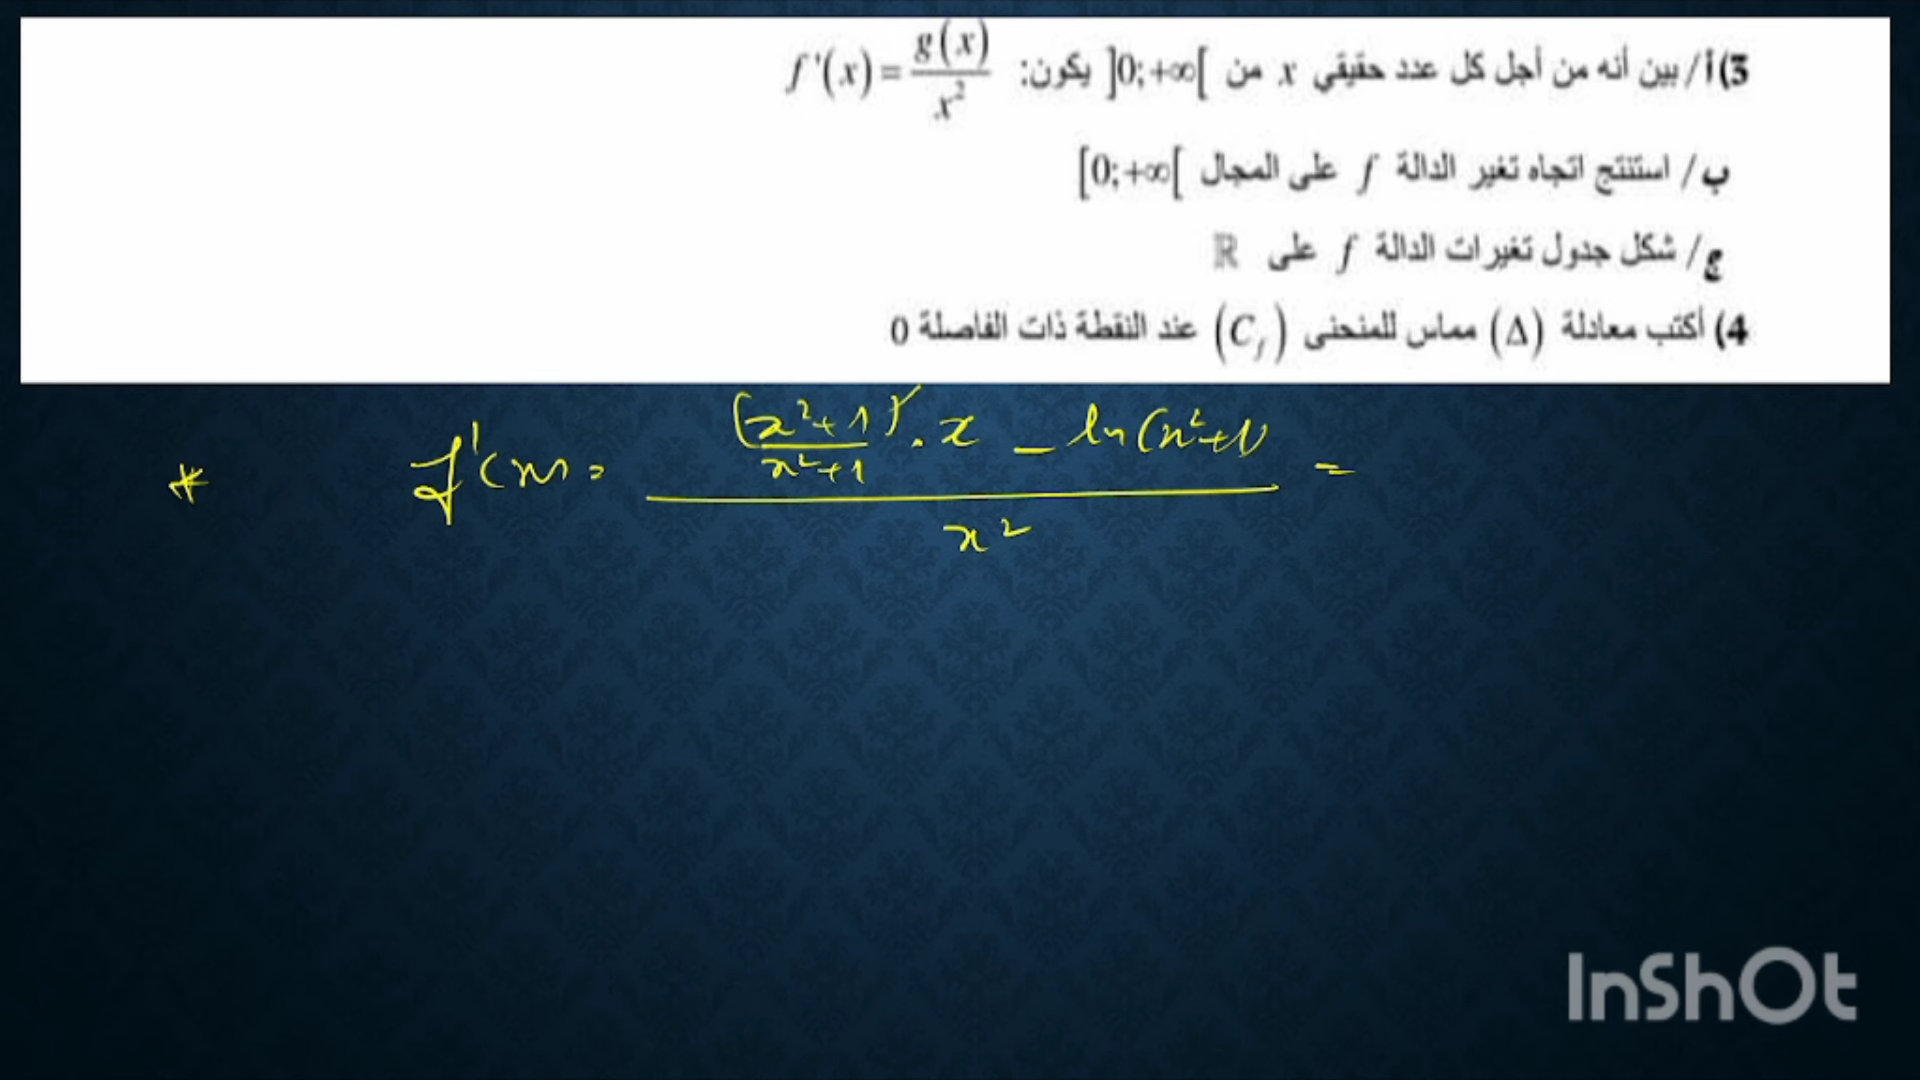 3)أ/ بين أنه من أجل كل عدد حقيقي x من ]0;+∞[ يكون: f'(x) = g(x)/x²
ب/ استنتج اتجاه تغير الدالة f على المجال [0;+∞[
ج/ شكل جدول تغيرات الدالة f على ℝ
4) أكتب معادلة (Δ) مماس للمنحنى (C_f) عند النقطة ذات الفاصلة 0
* f'(x) = ((x²+1)'/(x²+1) . x − ln(x²+1)) / x² =
InShOt